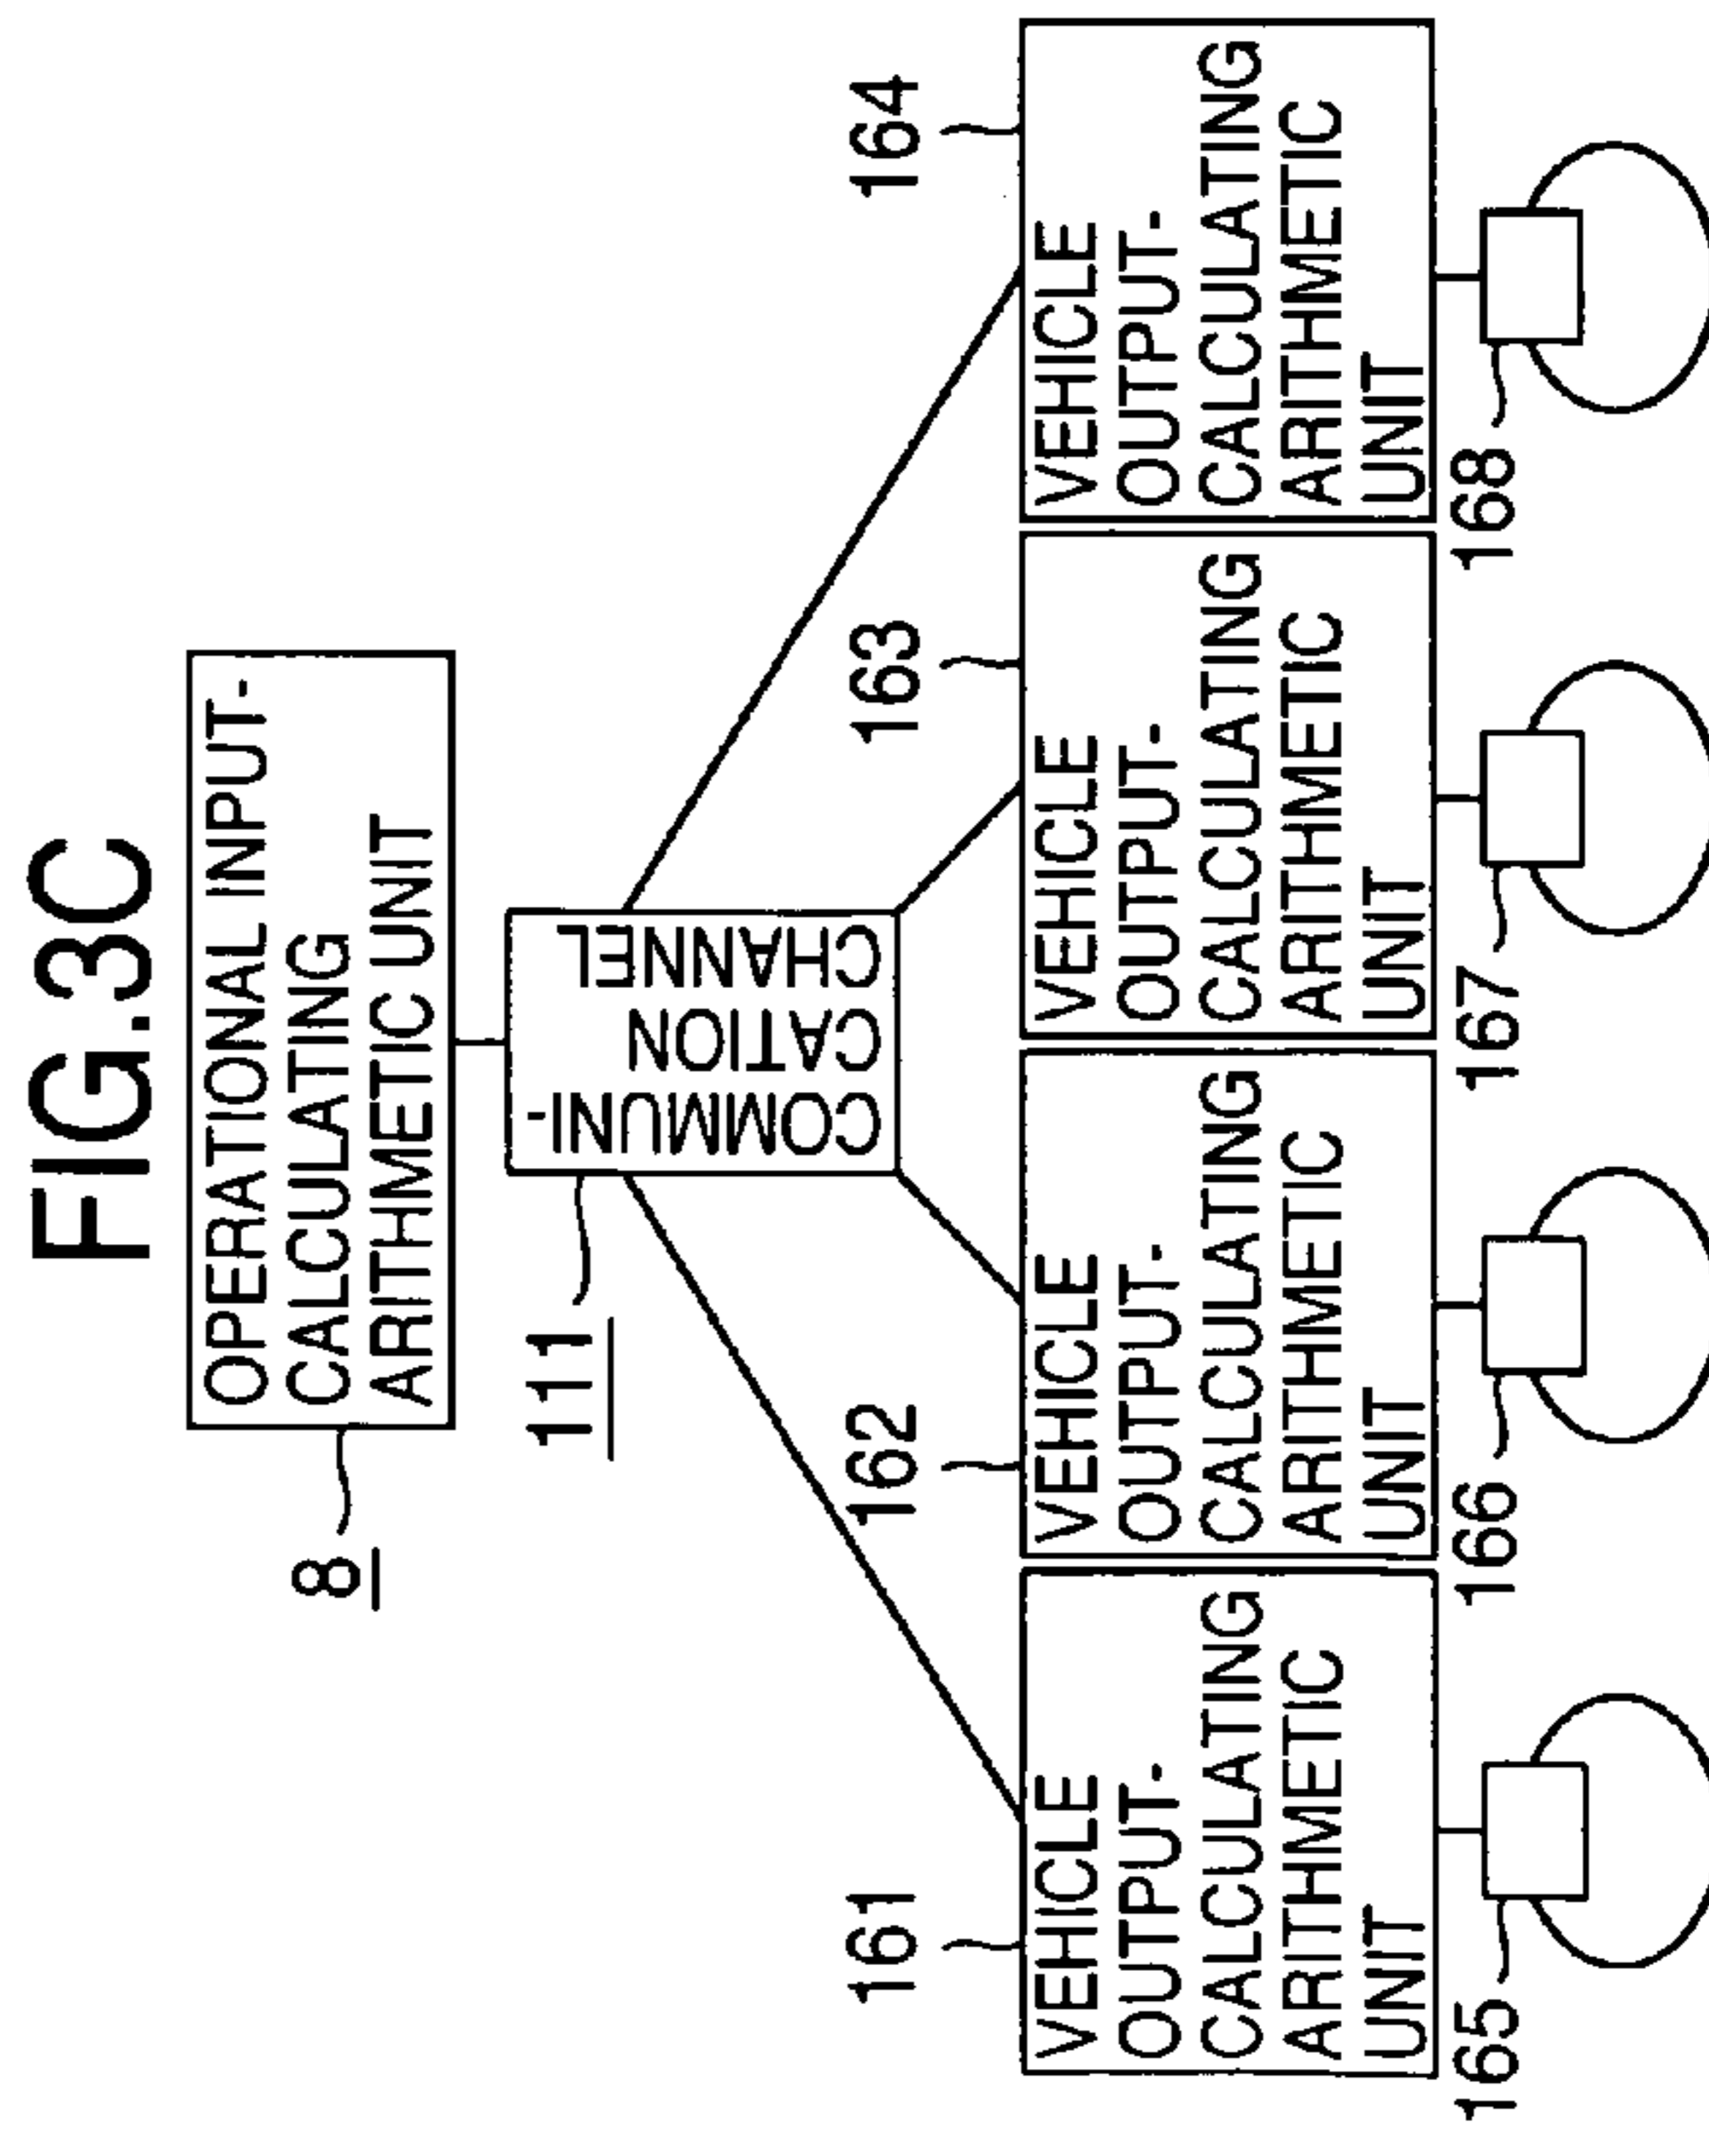 FIG.3C
OPERATIONAL INPUT-
CALCULATING
ARITHMETIC UNIT
8
COMMUNI-
CATION
CHANNEL
111
161
VEHICLE
OUTPUT-
CALCULATING
ARITHMETIC
UNIT
165
162
VEHICLE
OUTPUT-
CALCULATING
ARITHMETIC
UNIT
166
163
VEHICLE
OUTPUT-
CALCULATING
ARITHMETIC
UNIT
167
164
VEHICLE
OUTPUT-
CALCULATING
ARITHMETIC
UNIT
168